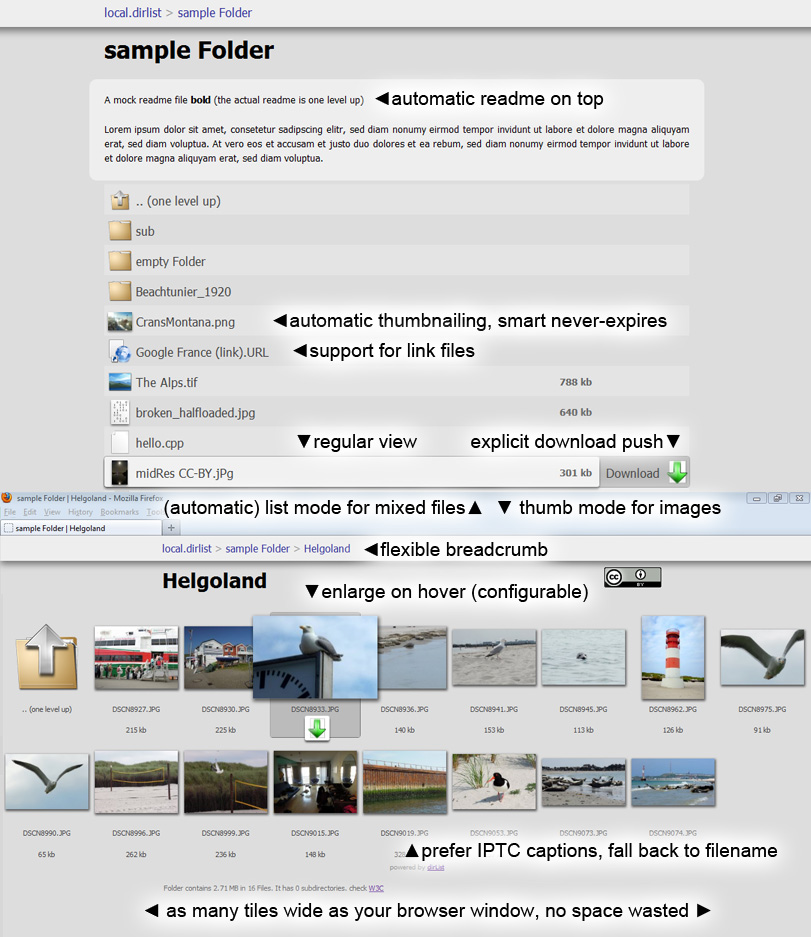 local.dirlist > sample Folder
sample Folder
A mock readme file bold (the actual readme is one level up) ◄automatic readme on top
Lorem ipsum dolor sit amet, consetetur sadipscing elitr, sed diam nonumy eirmod tempor invidunt ut labore et dolore magna aliquyam
erat, sed diam voluptua. At vero eos et accusam et justo duo dolores et ea rebum, sed diam nonumy eirmod tempor invidunt ut labore
et dolore magna aliquyam erat, sed diam voluptua.
.. (one level up)
sub
empty Folder
Beachtunier_1920
CransMontana.png ◄automatic thumbnailing, smart never-expires
Google France (link).URL ◄support for link files
The Alps.tif 788 kb
broken_halfloaded.jpg 640 kb
hello.cpp ▼regular view explicit download push▼
midRes CC-BY.jPg 301 kb Download
sample Folder | Helgoland - Mozilla Firefox
File Edit View History Bookmarks (automatic) list mode for mixed files▲ ▼ thumb mode for images
sample Folder | Helgoland +
local.dirlist > sample Folder > Helgoland ◄flexible breadcrumb
Helgoland cc BY
▼enlarge on hover (configurable)
.. (one level up) DSCN8927.JPG DSCN8930.JPG DSCN8933.JPG DSCN8936.JPG DSCN8941.JPG DSCN8945.JPG DSCN8962.JPG DSCN8975.JPG
215 kb 225 kb 140 kb 153 kb 113 kb 126 kb 91 kb
DSCN8990.JPG DSCN8996.JPG DSCN8999.JPG DSCN9015.JPG DSCN9019.JPG DSCN9053.JPG DSCN9073.JPG DSCN9074.JPG
65 kb 262 kb 236 kb 148 kb ▲prefer IPTC captions, fall back to filename
powered by dirList
Folder contains 2.71 MB in 16 Files. It has 0 subdirectories. check W3C
◄ as many tiles wide as your browser window, no space wasted ►